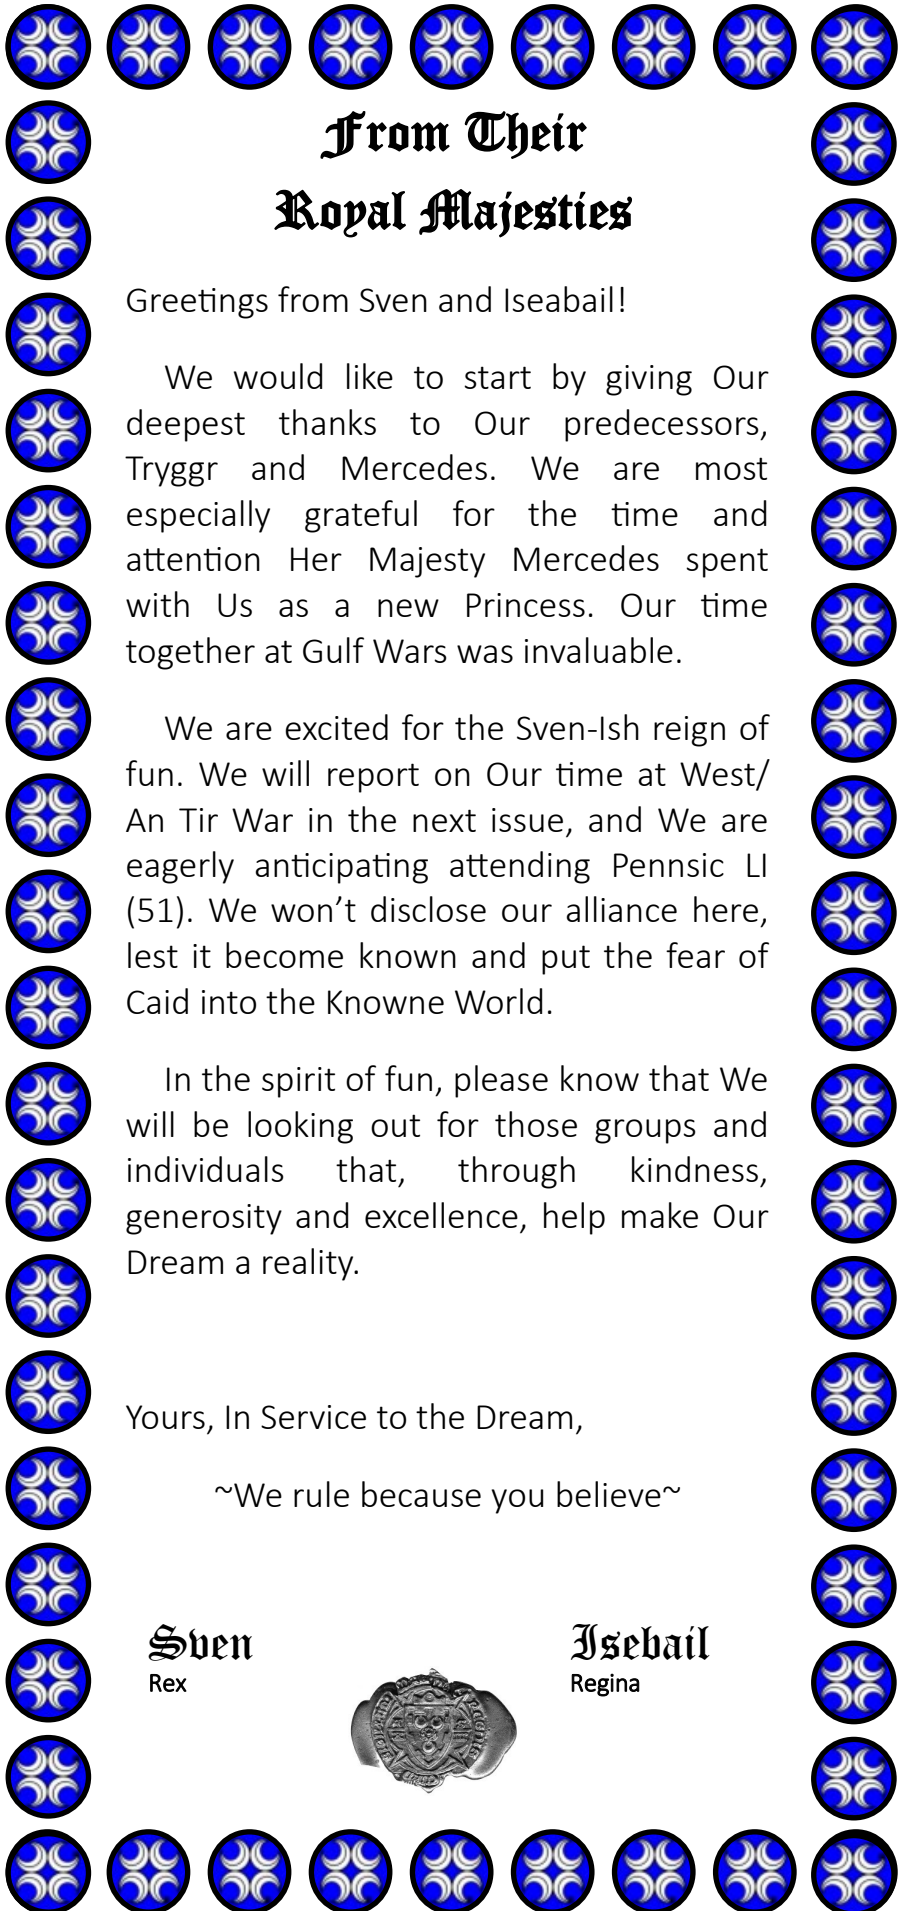 From Their
Royal Majesties
Greetings from Sven and Iseabail!
We would like to start by giving Our
deepest thanks to Our predecessors,
Tryggr and Mercedes. We are most
especially grateful for the time and
attention Her Majesty Mercedes spent
with Us as a new Princess. Our time
together at Gulf Wars was invaluable.
We are excited for the Sven-Ish reign of
fun. We will report on Our time at West/
An Tir War in the next issue, and We are
eagerly anticipating attending Pennsic LI
(51). We won’t disclose our alliance here,
lest it become known and put the fear of
Caid into the Knowne World.
In the spirit of fun, please know that We
will be looking out for those groups and
individuals that, through kindness,
generosity and excellence, help make Our
Dream a reality.
Yours, In Service to the Dream,
~We rule because you believe~
Sven
Rex
Isebail
Regina